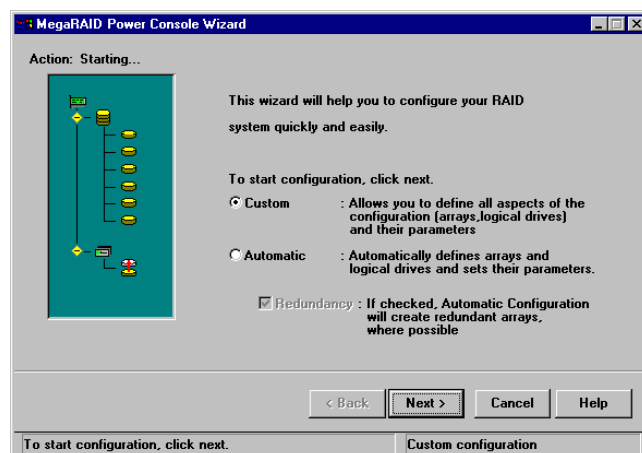 MegaRAID Power Console Wizard
Action: Starting...
This wizard will help you to configure your RAID
system quickly and easily.
To start configuration, click next.
Custom : Allows you to define all aspects of the
configuration (arrays,logical drives)
and their parameters
Automatic : Automatically defines arrays and
logical drives and sets their parameters.
Redundancy : If checked, Automatic Configuration
will create redundant arrays,
where possible
< Back Next > Cancel Help
To start configuration, click next. Custom configuration